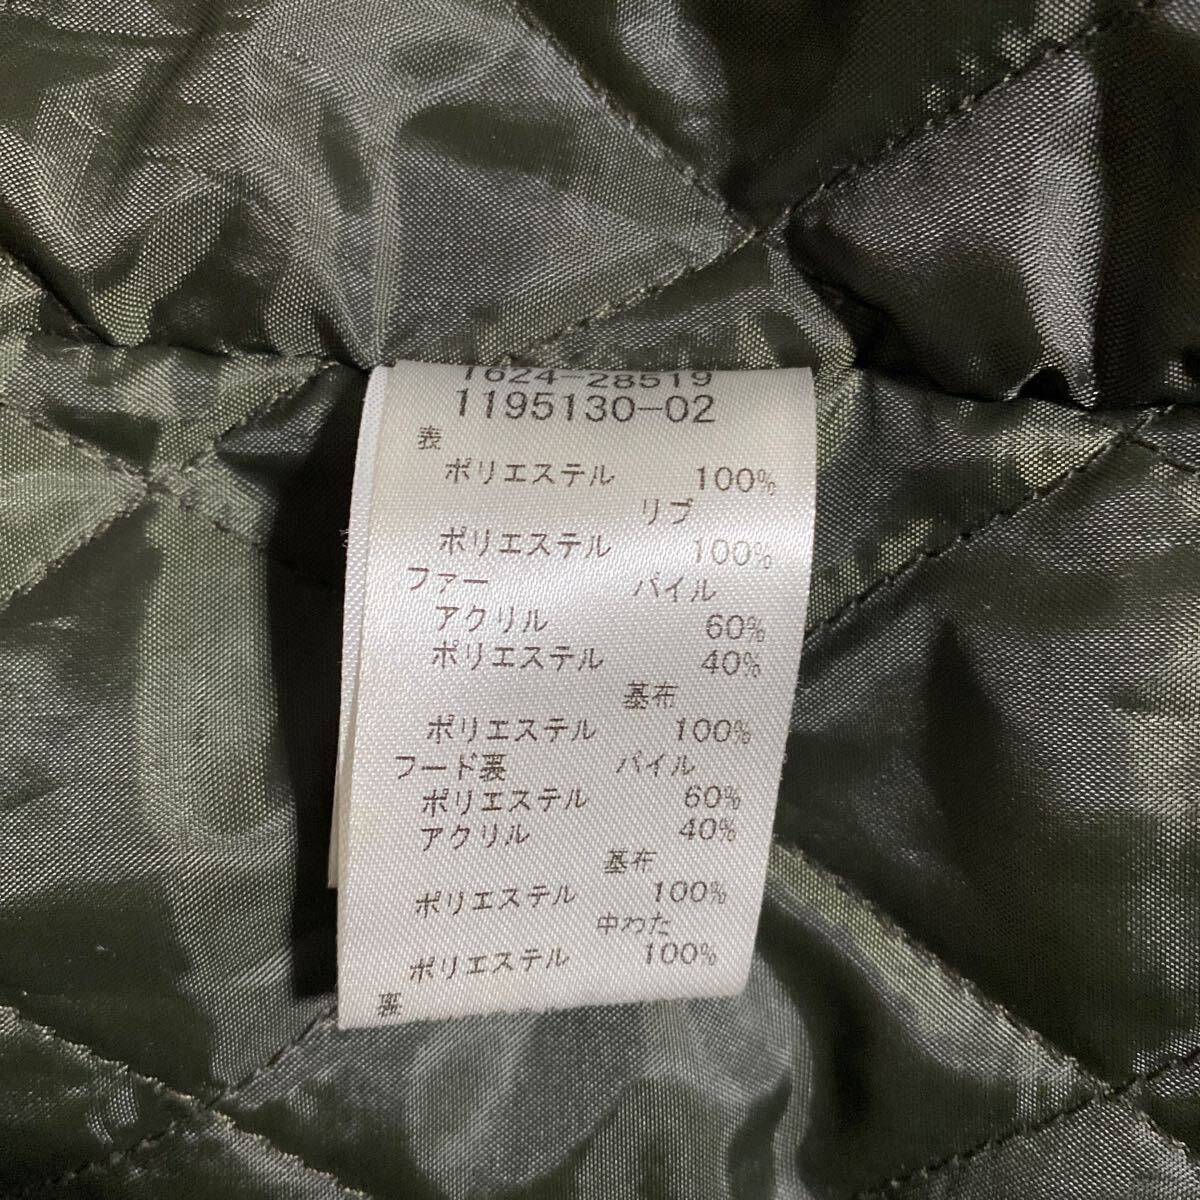 1624-28519
1195130-02
表
ポリエステル 100%
リブ
ポリエステル 100%
ファー パイル
アクリル 60%
ポリエステル 40%
基布
ポリエステル 100%
フード裏 パイル
ポリエステル 60%
アクリル 40%
基布
ポリエステル 100%
中わた
ポリエステル 100%
裏